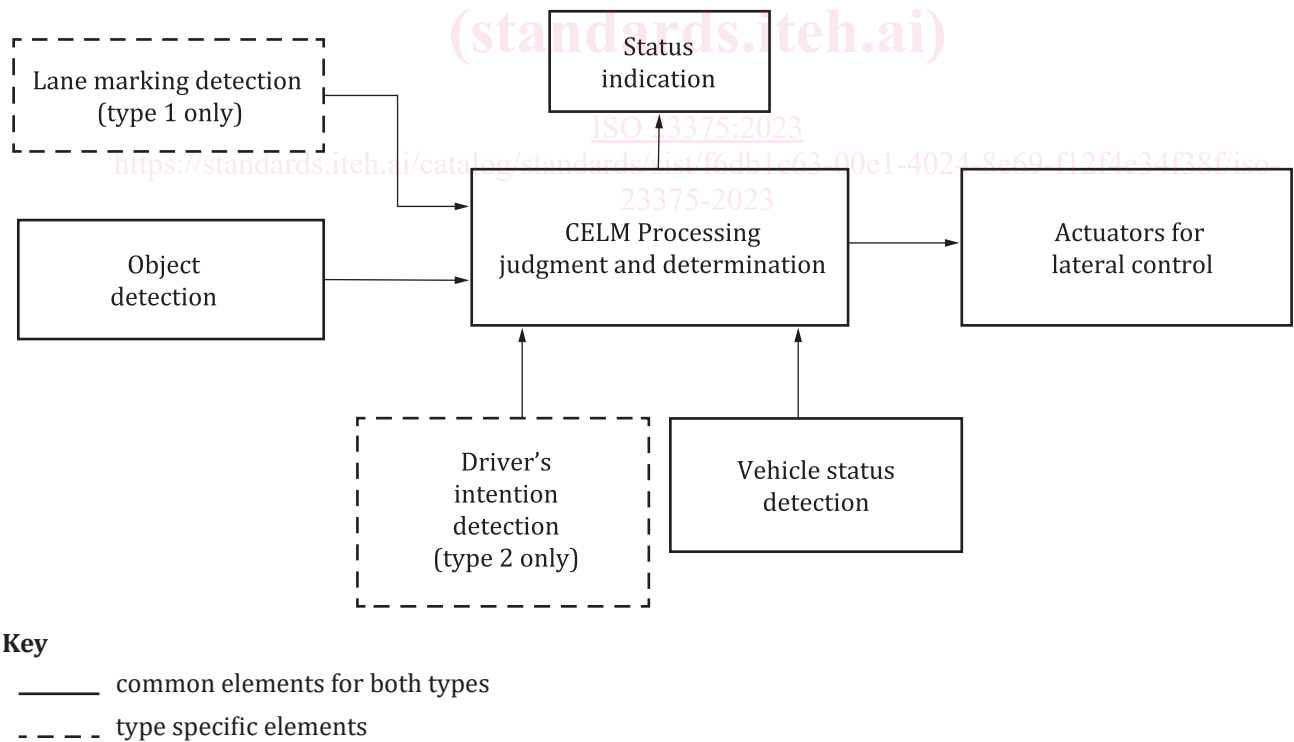 (standards.iteh.ai)
Status
indication
Lane marking detection
(type 1 only)
ISO 23375:2023
https://standards.iteh.ai/catalog/standards/sist/f6db1c63-00e1-4024-8e69-f12f4e34f38f/iso-
23375-2023
CELM Processing
judgment and determination
Actuators for
lateral control
Object
detection
Driver's
intention
detection
(type 2 only)
Vehicle status
detection
Key
common elements for both types
type specific elements